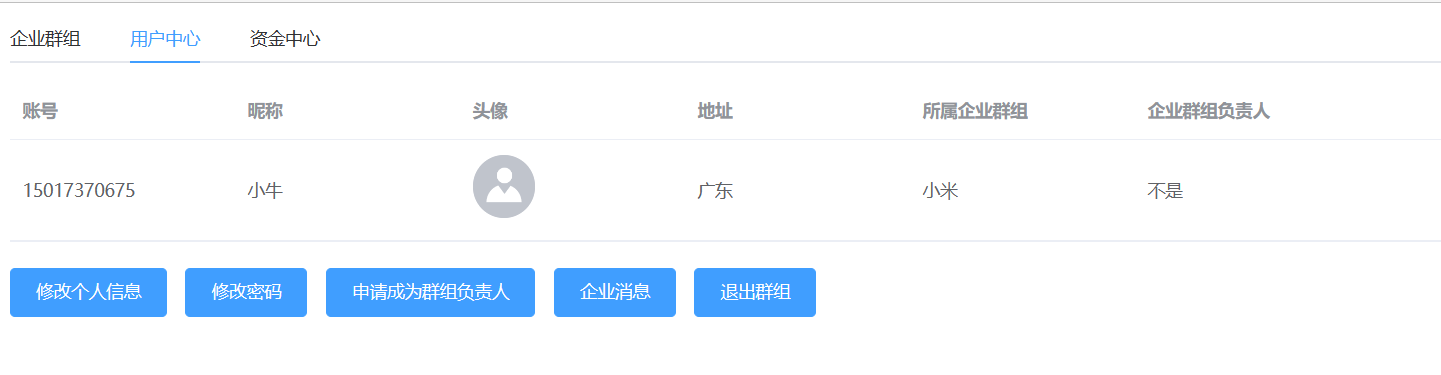 企业群组 用户中心 资金中心
账号 昵称 头像 地址 所属企业群组 企业群组负责人
15017370675 小牛 广东 小米 不是
修改个人信息 修改密码 申请成为群组负责人 企业消息 退出群组